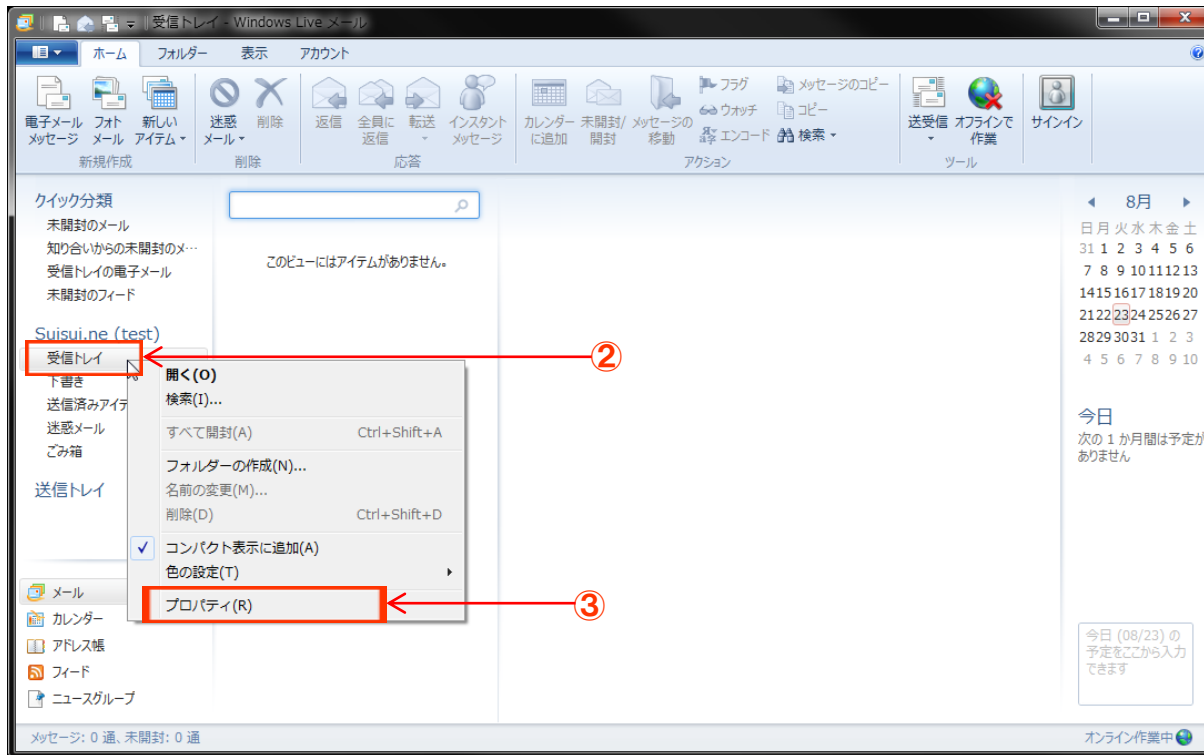 受信トレイ - Windows Live メール
ホーム フォルダー 表示 アカウント
電子メール メッセージ
フォト メール
新しい アイテム
新規作成
迷惑 メール
削除
削除
返信
全員に 返信
転送
インスタント メッセージ
応答
カレンダー に追加
未開封/ 開封
メッセージの 移動
フラグ
ウォッチ
エンコード
メッセージのコピー
コピー
検索
アクション
送受信
オフラインで 作業
ツール
サインイン
クイック分類
未開封のメール
知り合いからの未開封のメ…
受信トレイの電子メール
未開封のフィード
Suisui.ne (test)
受信トレイ
下書き
送信済みアイテ
迷惑メール
ごみ箱
送信トレイ
メール
カレンダー
アドレス帳
フィード
ニュースグループ
このビューにはアイテムがありません。
②
開く(O)
検索(I)...
すべて開封(A) Ctrl+Shift+A
フォルダーの作成(N)...
名前の変更(M)...
削除(D) Ctrl+Shift+D
コンパクト表示に追加(A)
色の設定(T)
プロパティ(R)
③
8月
日 月 火 水 木 金 土
31 1 2 3 4 5 6
7 8 9 10 11 12 13
14 15 16 17 18 19 20
21 22 23 24 25 26 27
28 29 30 31 1 2 3
4 5 6 7 8 9 10
今日
次の 1 か月間は予定が
ありません
今日 (08/23) の
予定をここから入力
できます
メッセージ: 0 通、未開封: 0 通
オンライン作業中